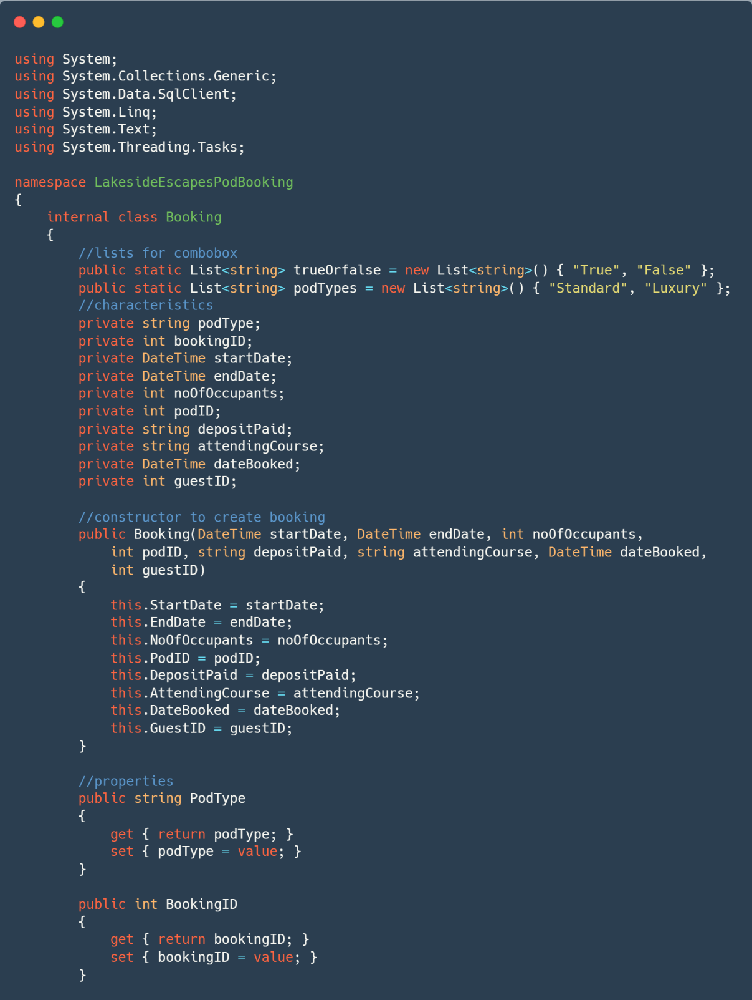 using System;
using System.Collections.Generic;
using System.Data.SqlClient;
using System.Linq;
using System.Text;
using System.Threading.Tasks;

namespace LakesideEscapesPodBooking
{
    internal class Booking
    {
        //lists for combobox
        public static List<string> trueOrfalse = new List<string>() { "True", "False" };
        public static List<string> podTypes = new List<string>() { "Standard", "Luxury" };
        //characteristics
        private string podType;
        private int bookingID;
        private DateTime startDate;
        private DateTime endDate;
        private int noOfOccupants;
        private int podID;
        private string depositPaid;
        private string attendingCourse;
        private DateTime dateBooked;
        private int guestID;

        //constructor to create booking
        public Booking(DateTime startDate, DateTime endDate, int noOfOccupants,
            int podID, string depositPaid, string attendingCourse, DateTime dateBooked,
            int guestID)
        {
            this.StartDate = startDate;
            this.EndDate = endDate;
            this.NoOfOccupants = noOfOccupants;
            this.PodID = podID;
            this.DepositPaid = depositPaid;
            this.AttendingCourse = attendingCourse;
            this.DateBooked = dateBooked;
            this.GuestID = guestID;
        }

        //properties
        public string PodType
        {
            get { return podType; }
            set { podType = value; }
        }

        public int BookingID
        {
            get { return bookingID; }
            set { bookingID = value; }
        }